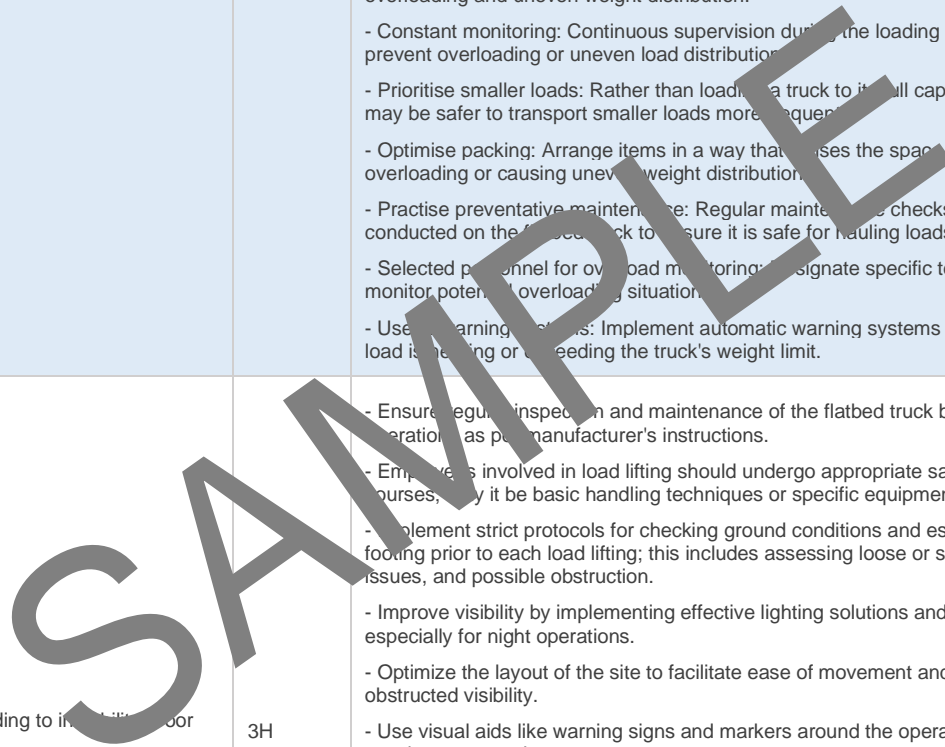 overloading and uneven weight distribution.
- Constant monitoring: Continuous supervision during the loading
prevent overloading or uneven load distribution
- Prioritise smaller loads: Rather than loading a truck to its full cap
may be safer to transport smaller loads more frequen
- Optimise packing: Arrange items in a way that the spac
overloading or causing uneven weight distribution
- Practise preventative maintenance: Regular maintenance checks
conducted on the flatbed truck to ensure it is safe for hauling loads
- Selected personnel for overload monitoring: Designate specific te
monitor potential overloading situation
- Use warning systems: Implement automatic warning systems
load is or exceeding the truck's weight limit.
- Ensure regular inspection and maintenance of the flatbed truck b
operation as per manufacturer's instructions.
- Employees involved in load lifting should undergo appropriate sa
courses, may it be basic handling techniques or specific equipmen
- Implement strict protocols for checking ground conditions and es
footing prior to each load lifting; this includes assessing loose or s
issues, and possible obstruction.
- Improve visibility by implementing effective lighting solutions and
especially for night operations.
- Optimize the layout of the site to facilitate ease of movement and
obstructed visibility.
ding to
3H
- Use visual aids like warning signs and markers around the opera
SAMPLE